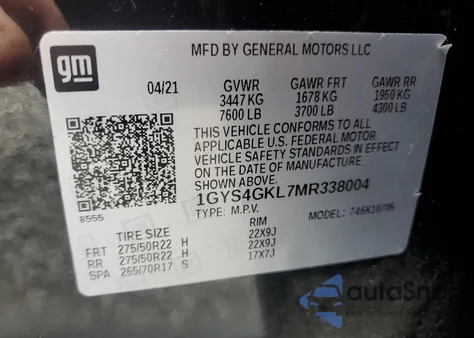 gm
MFD BY GENERAL MOTORS LLC
04/21 GVWR GAWR FRT GAWR RR
3447 KG 1678 KG 1950 KG
7600 LB 3700 LB 4300 LB
THIS VEHICLE CONFORMS TO ALL
APPLICABLE U.S. FEDERAL MOTOR
VEHICLE SAFETY STANDARDS IN EFFECT
ON THE DATE OF MANUFACTURE SHOWN ABOVE.
8555 1GYS4GKL7MR338004
TYPE: M.P.V. MODEL: 746K10706
TIRE SIZE RIM
FRT 275/50R22 H 22X9J
RR 275/50R22 H 22X9J
SPA 265/70R17 S 17X7J